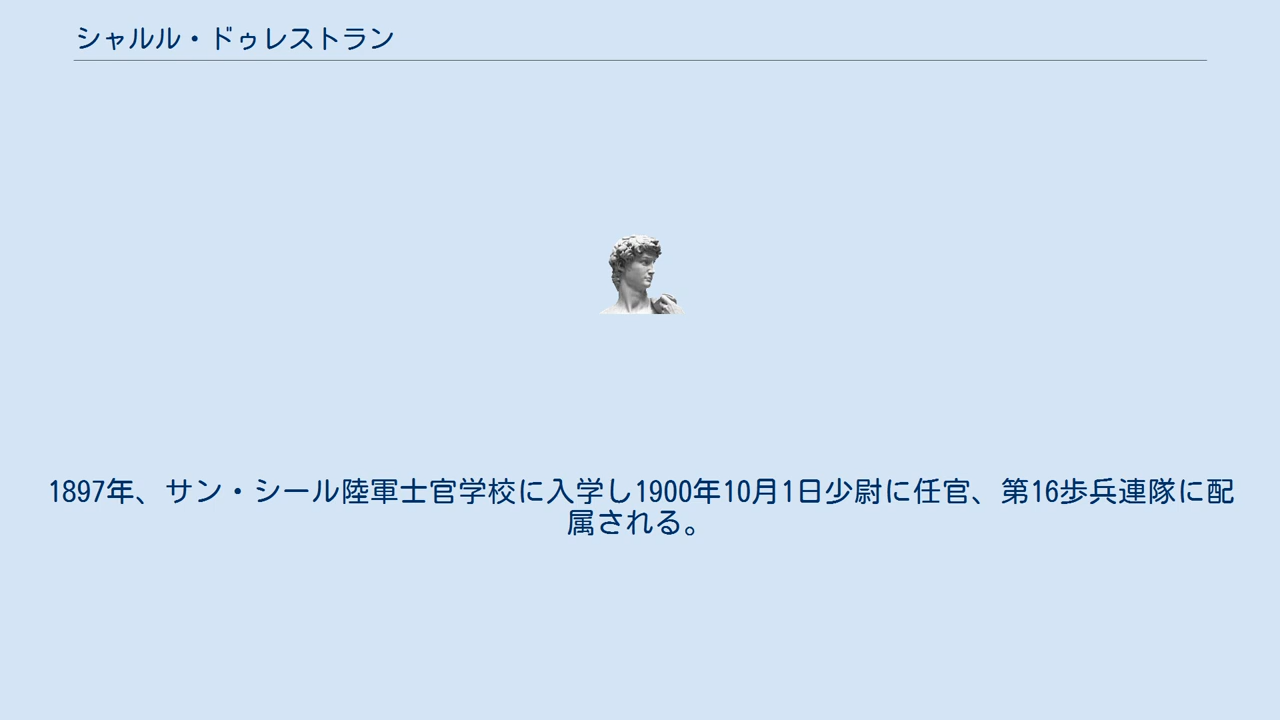 シャルル・ドゥレストラン
1897年、サン・シール陸軍士官学校に入学し1900年10月1日少尉に任官、第16歩兵連隊に配
属される。